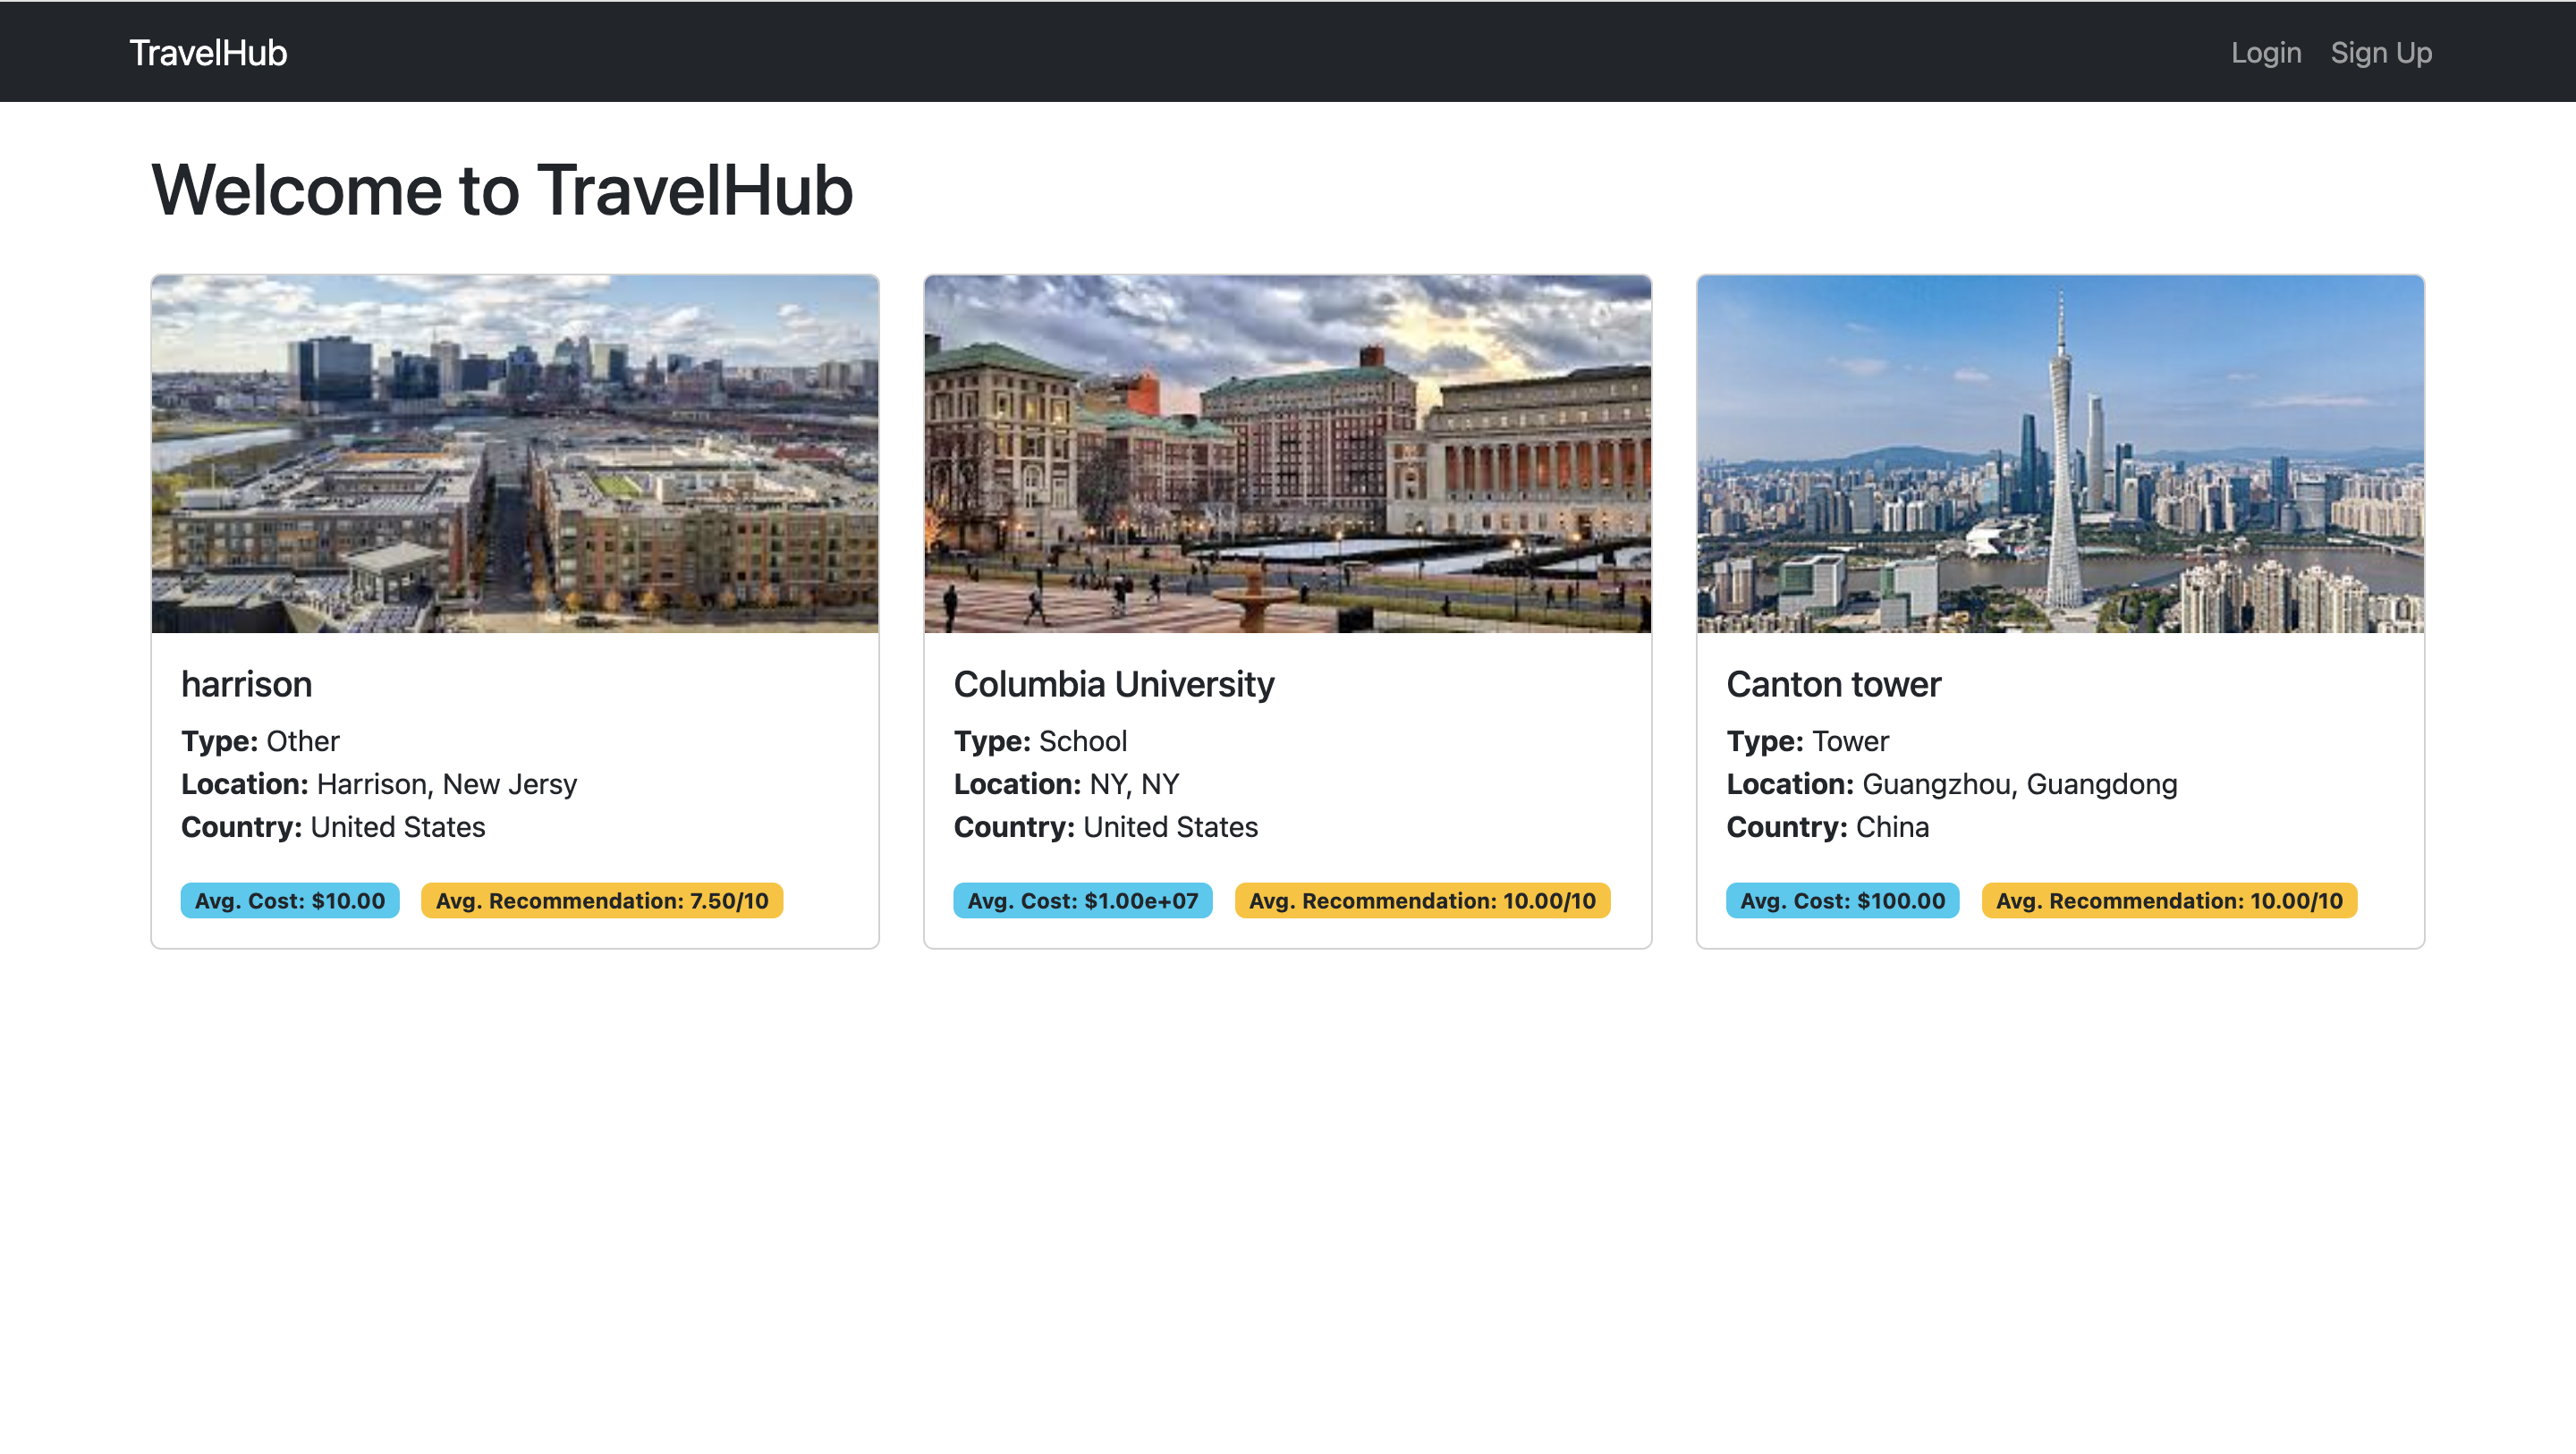 TravelHub
Login Sign Up
Welcome to TravelHub
harrison
Type: Other
Location: Harrison, New Jersy
Country: United States
Avg. Cost: $10.00 Avg. Recommendation: 7.50/10
Columbia University
Type: School
Location: NY, NY
Country: United States
Avg. Cost: $1.00e+07 Avg. Recommendation: 10.00/10
Canton tower
Type: Tower
Location: Guangzhou, Guangdong
Country: China
Avg. Cost: $100.00 Avg. Recommendation: 10.00/10